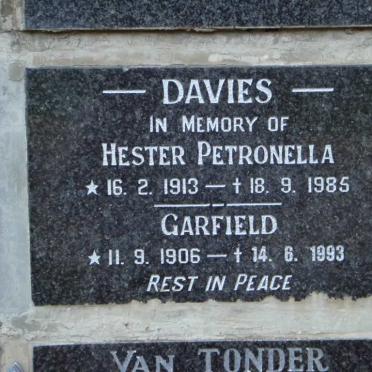 — DAVIES —
IN MEMORY OF
HESTER PETRONELLA
★ 16. 2. 1913 — † 18. 9. 1985
GARFIELD
★ 11. 9. 1906 — † 14. 6. 1993
REST IN PEACE
VAN TONDER